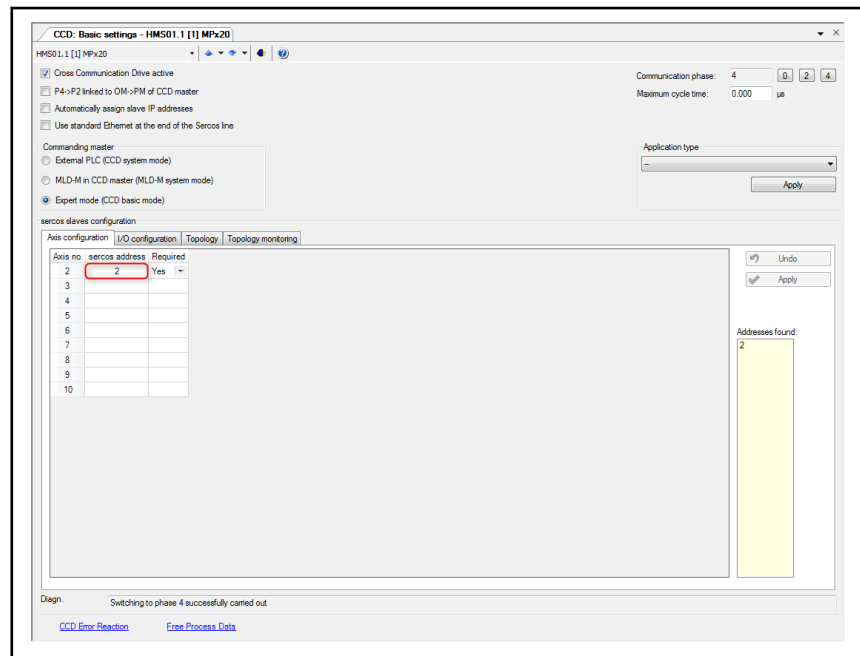 CCD: Basic settings - HMS01.1 [1] MPx20
HMS01.1 [1] MPx20
Cross Communication Drive active
P4->P2 linked to OM->PM of CCD master
Automatically assign slave IP addresses
Use standard Ethernet at the end of the Sercos line
Communication phase: 4 0 2 4
Maximum cycle time: 0.000 µs
Commanding master
External PLC (CCD system mode)
MLD-M in CCD master (MLD-M system mode)
Expert mode (CCD basic mode)
Application type
–
Apply
sercos slaves configuration
Axis configuration I/O configuration Topology Topology monitoring
Axis no. sercos address Required
2 2 Yes
3
4
5
6
7
8
9
10
Undo
Apply
Addresses found:
2
Diagn. Switching to phase 4 successfully carried out
CCD Error Reaction Free Process Data